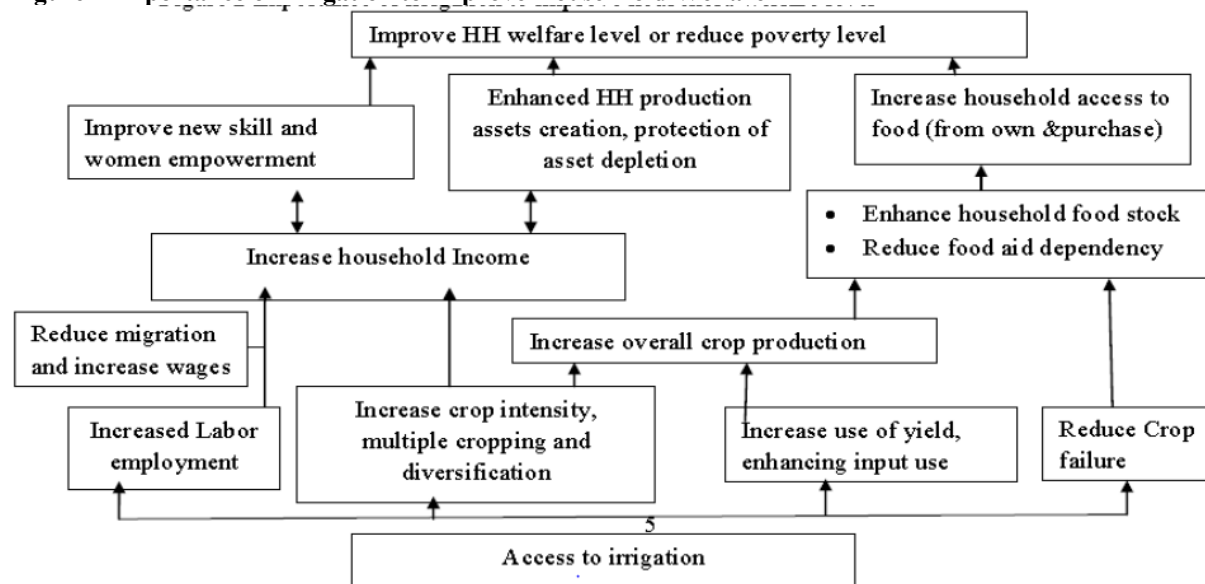 Improve HH welfare level or reduce poverty level
Enhanced HH production
assets creation, protection of
asset depletion
Increase household access to
food (from own &purchase)
Improve new skill and
women empowerment
• Enhance household food stock
• Reduce food aid dependency
Increase household Income
Reduce migration
and increase wages
Increase overall crop production
Increased Labor
employment
Increase crop intensity,
multiple cropping and
diversification
Increase use of yield,
enhancing input use
Reduce Crop
failure
5
Access to irrigation